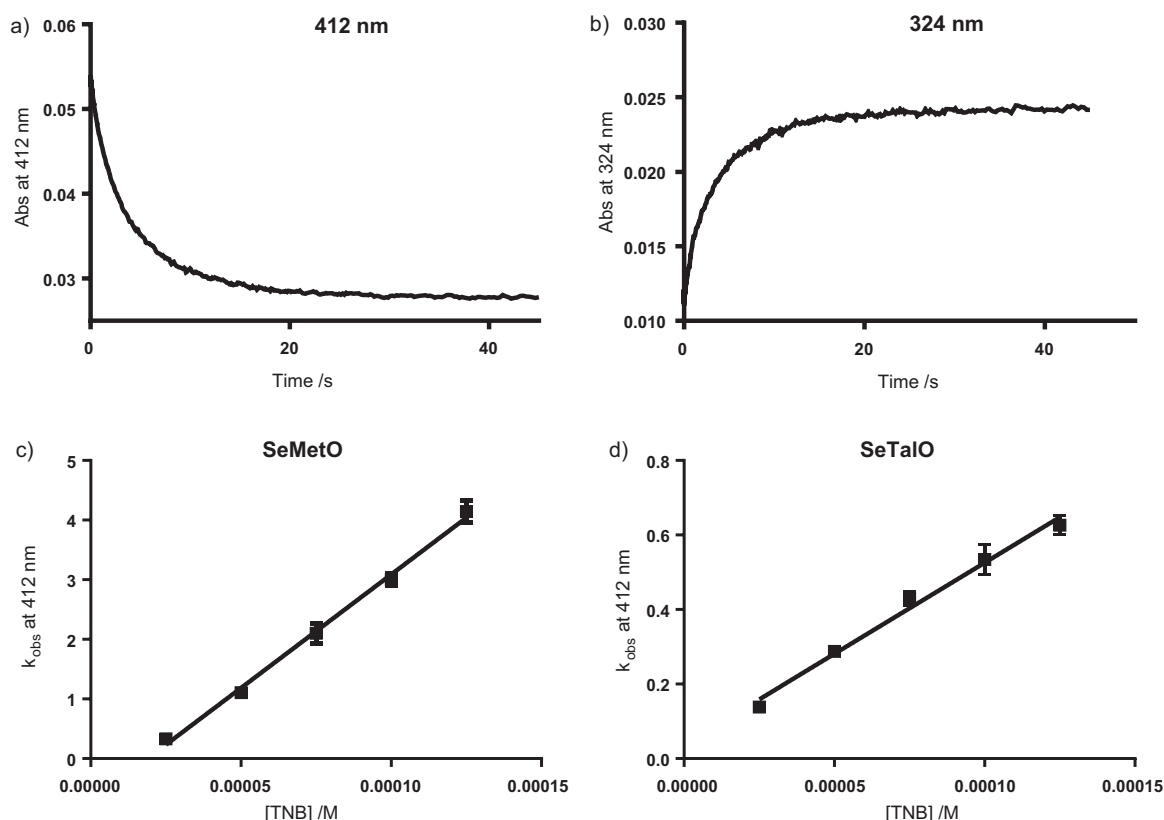 a)
412 nm
0.06
0.05
0.04
0.03
Abs at 412 nm
0
20
40
Time /s
b)
324 nm
0.030
0.025
0.020
0.015
0.010
Abs at 324 nm
0
20
40
Time /s
c)
SeMetO
5
4
3
2
1
0
kobs at 412 nm
0.00000
0.00005
0.00010
0.00015
[TNB] /M
d)
SeTalO
0.8
0.6
0.4
0.2
0.0
kobs at 412 nm
0.00000
0.00005
0.00010
0.00015
[TNB] /M